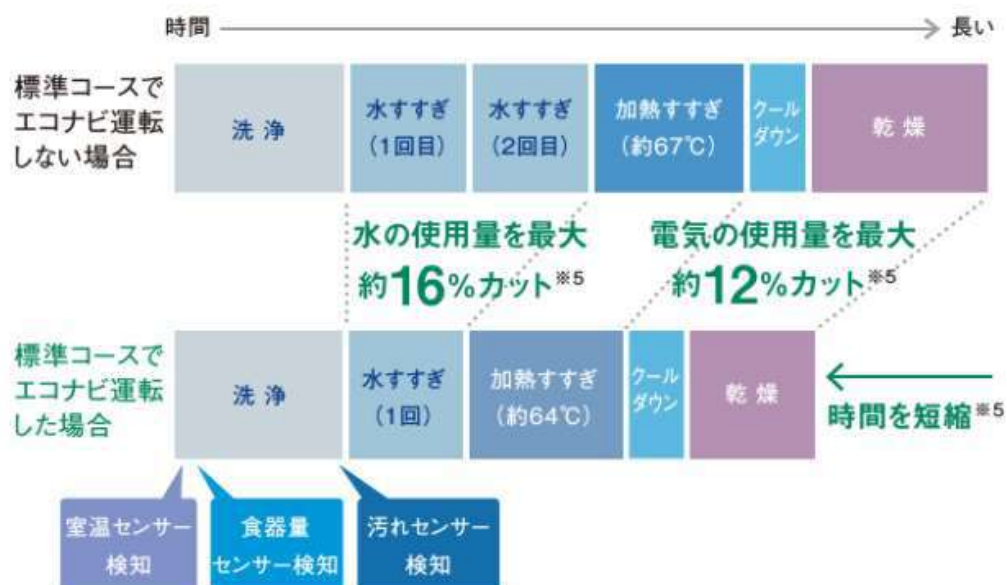 時間
長い
標準コースで
エコナビ運転
しない場合
洗浄
水すすぎ
(1回目)
水すすぎ
(2回目)
加熱すすぎ
(約67℃)
クール
ダウン
乾燥
水の使用量を最大
約16%カット※5
電気の使用量を最大
約12%カット※5
標準コースで
エコナビ運転
した場合
洗浄
水すすぎ
(1回)
加熱すすぎ
(約64℃)
クール
ダウン
乾燥
時間を短縮※5
室温センサー
検知
食器量
センサー検知
汚れセンサー
検知